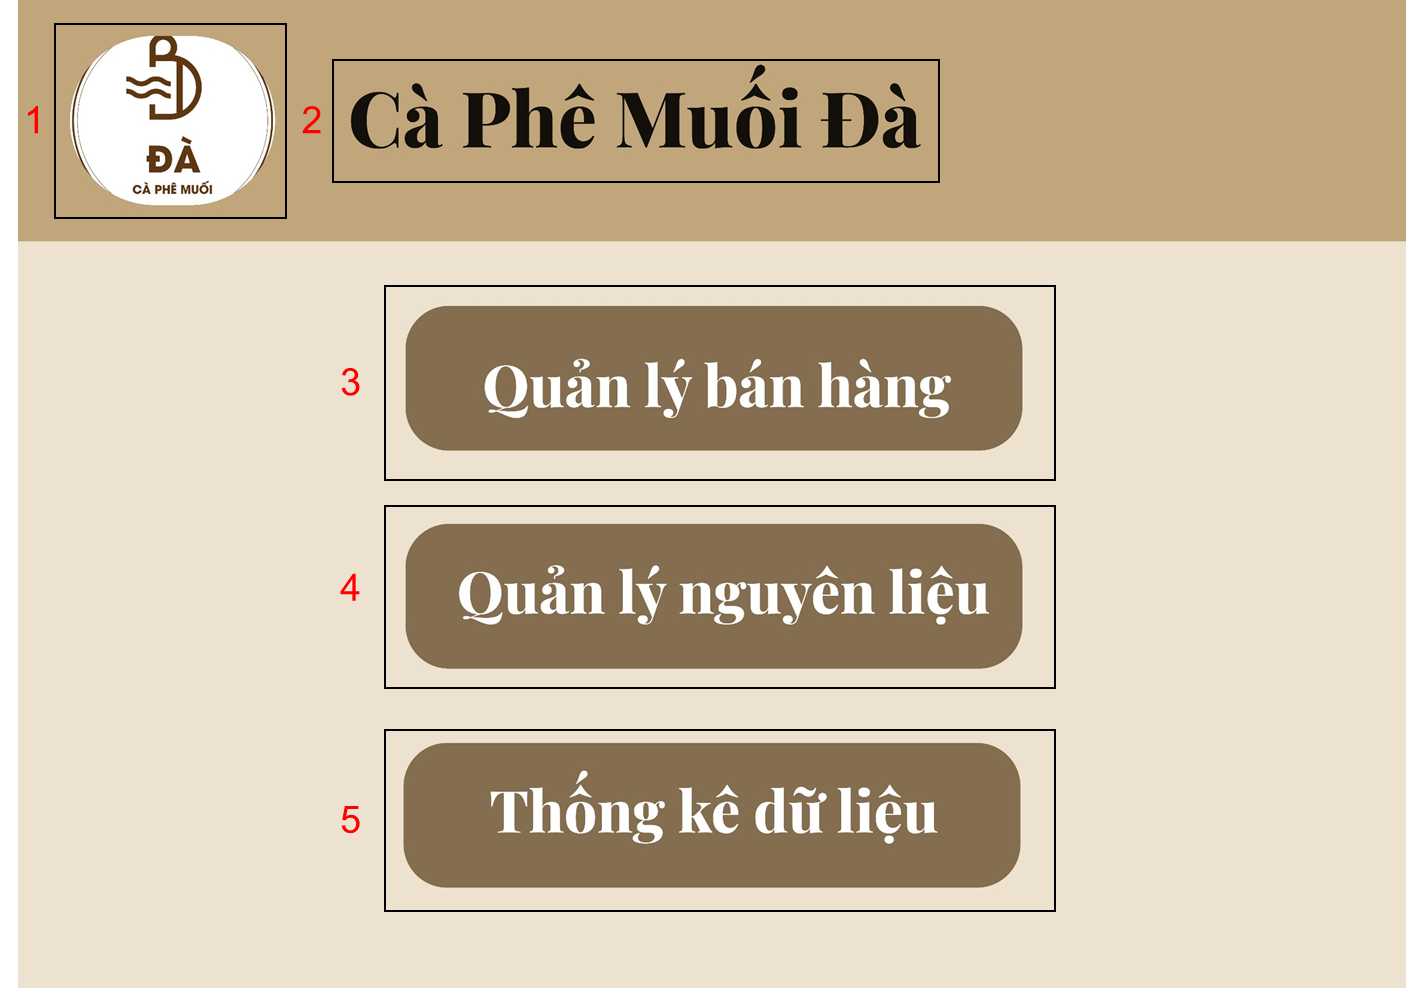 1
ĐÀ
CÀ PHÊ MUỐI
2
Cà Phê Muối Đà
3
Quản lý bán hàng
4
Quản lý nguyên liệu
5
Thống kê dữ liệu